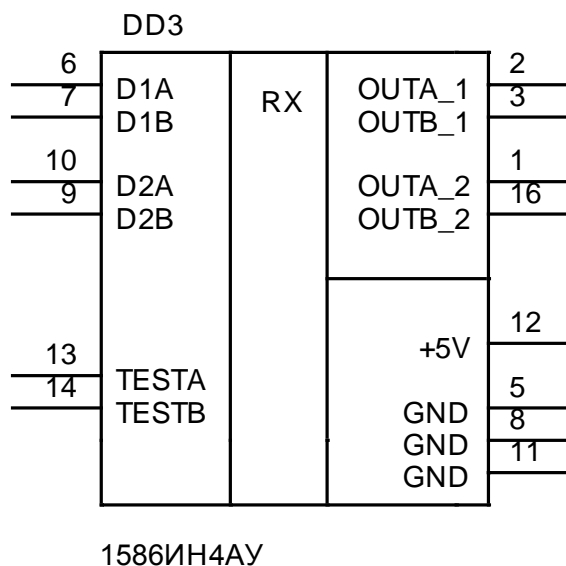 DD3
6 D1A RX OUTA_1 2
7 D1B OUTB_1 3
10 D2A OUTA_2 1
9 D2B OUTB_2 16
+5V 12
13 TESTA
14 TESTB GND 5
GND 8
GND 11
1586ИН4АУ